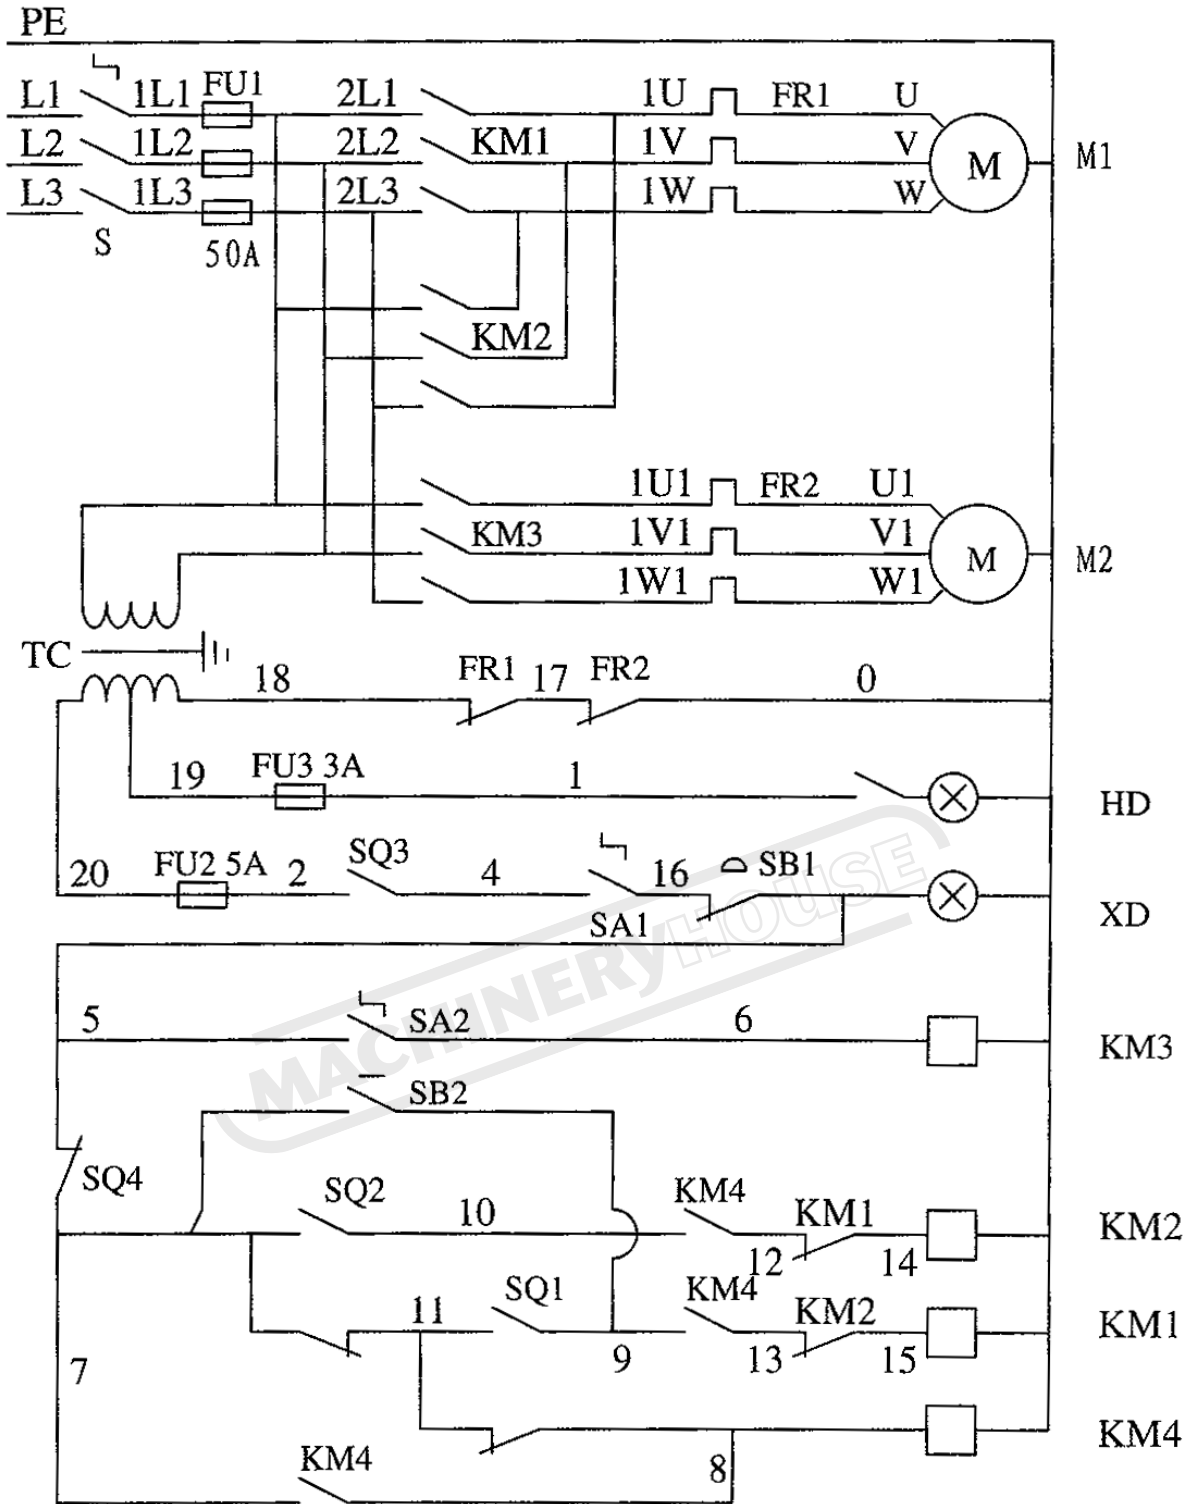 PE
L1 1L1 FU1 2L1 1U FR1 U
L2 1L2 2L2 KM1 1V V M M1
L3 1L3 2L3 1W W
S 50A
KM2
1U1 FR2 U1
KM3 1V1 V1 M M2
1W1 W1
TC
18 FR1 17 FR2 0
19 FU3 3A 1 HD
20 FU2 5A 2 SQ3 4 16 SB1
SA1 XD
MACHINERYHOUSE
5 SA2 6 KM3
SB2
SQ4
SQ2 10 KM4 KM1 KM2
12 14
11 SQ1 KM4 KM2 KM1
7 9 13 15
KM4
KM4 8